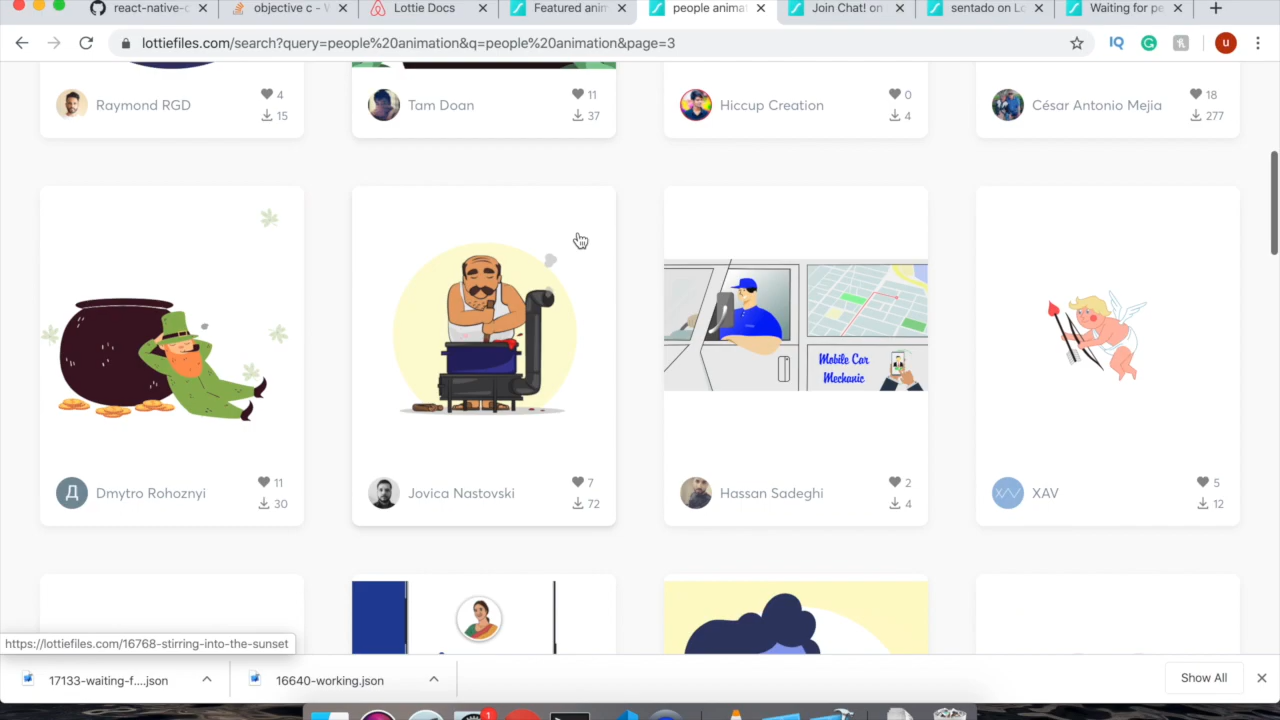 react-native-c
objective c - V
Lottie Docs
Featured anim
people animat
Join Chat! on
sentado on Lo
Waiting for pe
lottiefiles.com/search?query=people%20animation&q=people%20animation&page=3
IQ
u
Raymond RGD
4
15
Tam Doan
11
37
Hiccup Creation
0
4
César Antonio Mejia
18
277
Mobile Car
Mechanic
Д
Dmytro Rohoznyi
11
30
Jovica Nastovski
7
72
Hassan Sadeghi
2
4
XAV
5
12
https://lottiefiles.com/16768-stirring-into-the-sunset
17133-waiting-f....json
16640-working.json
Show All
1